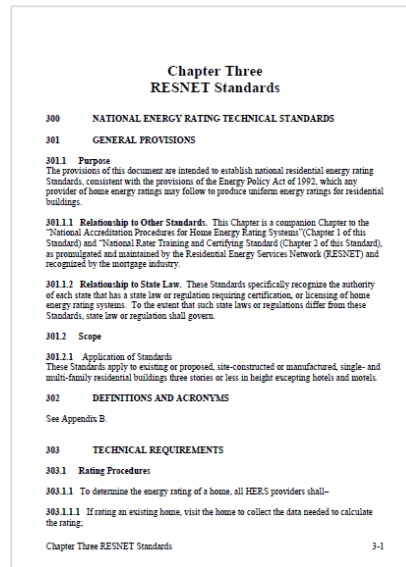 Chapter Three
RESNET Standards
300 NATIONAL ENERGY RATING TECHNICAL STANDARDS
301 GENERAL PROVISIONS
301.1 Purpose
The provisions of this document are intended to establish national residential energy rating
Standards, consistent with the provisions of the Energy Policy Act of 1992, which any
provider of home energy ratings may follow to produce uniform energy ratings for residential
buildings.
301.1.1 Relationship to Other Standards. This Chapter is a companion Chapter to the
"National Accreditation Procedures for Home Energy Rating Systems"(Chapter 1 of this
Standard) and "National Rater Training and Certifying Standard (Chapter 2 of this Standard),
as promulgated and maintained by the Residential Energy Services Network (RESNET) and
recognized by the mortgage industry.
301.1.2 Relationship to State Law. These Standards specifically recognize the authority
of each state that has a state law or regulation requiring certification, or licensing of home
energy rating systems. To the extent that such state laws or regulations differ from these
Standards, state law or regulation shall govern.
301.2 Scope
301.2.1 Application of Standards
These Standards apply to existing or proposed, site-constructed or manufactured, single- and
multi-family residential buildings three stories or less in height excepting hotels and motels.
302 DEFINITIONS AND ACRONYMS
See Appendix B.
303 TECHNICAL REQUIREMENTS
303.1 Rating Procedures
303.1.1 To determine the energy rating of a home, all HERS providers shall–
303.1.1.1 If rating an existing home, visit the home to collect the data needed to calculate
the rating;
Chapter Three RESNET Standards 3-1